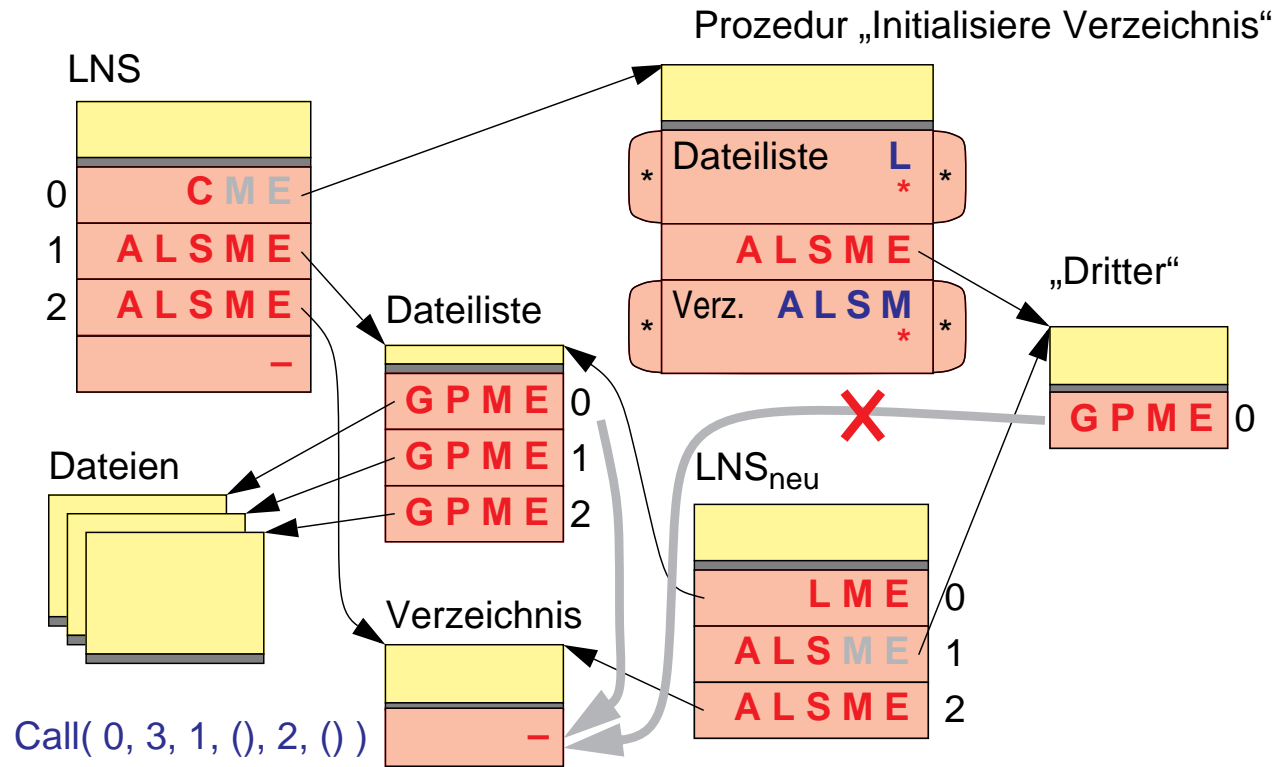 Prozedur „Initialisiere Verzeichnis“
LNS
0 C M E
1 A L S M E
2 A L S M E
–
* Dateiliste L *
*
A L S M E
* Verz. A L S M *
*
„Dritter“
G P M E 0
Dateiliste
G P M E 0
G P M E 1
G P M E 2
Dateien
LNSneu
L M E 0
A L S M E 1
A L S M E 2
Verzeichnis
–
Call( 0, 3, 1, (), 2, () )